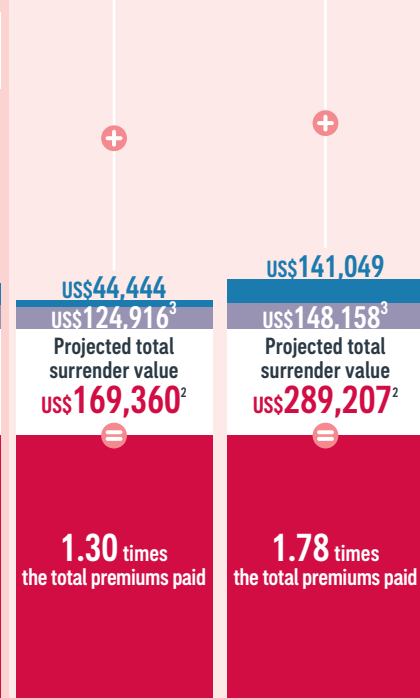 US$44,444
US$124,916³
Projected total
surrender value
US$169,360²
1.30 times
the total premiums paid
US$141,049
US$148,158³
Projected total
surrender value
US$289,207²
1.78 times
the total premiums paid